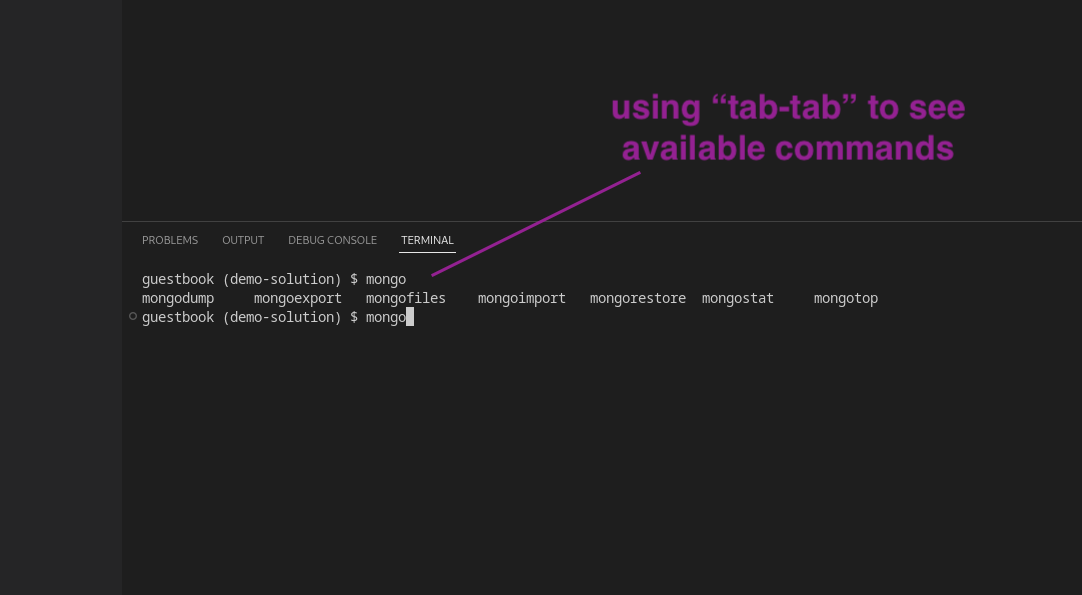 using “tab-tab” to see
available commands
PROBLEMS OUTPUT DEBUG CONSOLE TERMINAL
guestbook (demo-solution) $ mongo
mongodump mongoexport mongofiles mongoimport mongorestore mongostat mongotop
guestbook (demo-solution) $ mongo